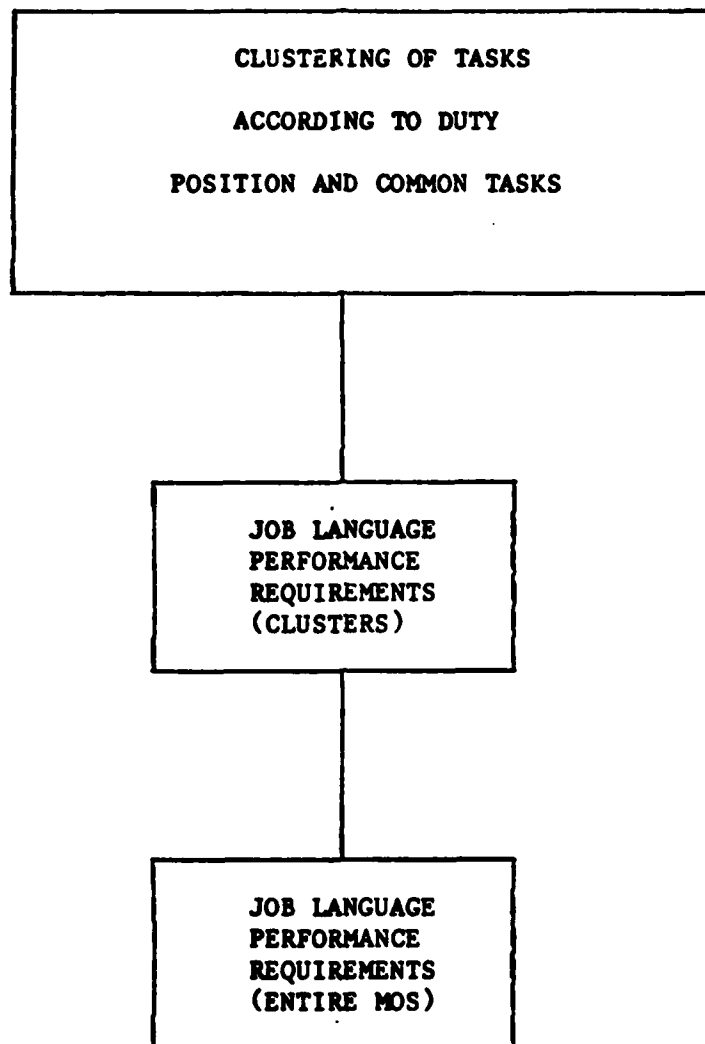 CLUSTERING OF TASKS
ACCORDING TO DUTY
POSITION AND COMMON TASKS
JOB LANGUAGE
PERFORMANCE
REQUIREMENTS
(CLUSTERS)
JOB LANGUAGE
PERFORMANCE
REQUIREMENTS
(ENTIRE MOS)